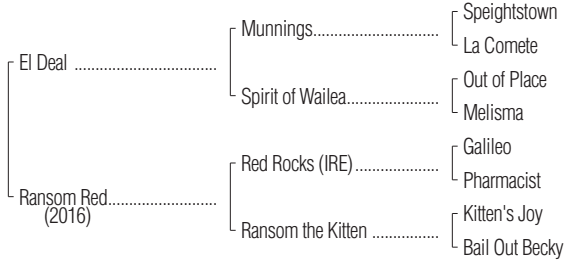 Speightstown
Munnings
La Comete
El Deal
Out of Place
Spirit of Wailea
Melisma
Galileo
Red Rocks (IRE)
Pharmacist
Ransom Red
(2016)
Kitten's Joy
Ransom the Kitten
Bail Out Becky